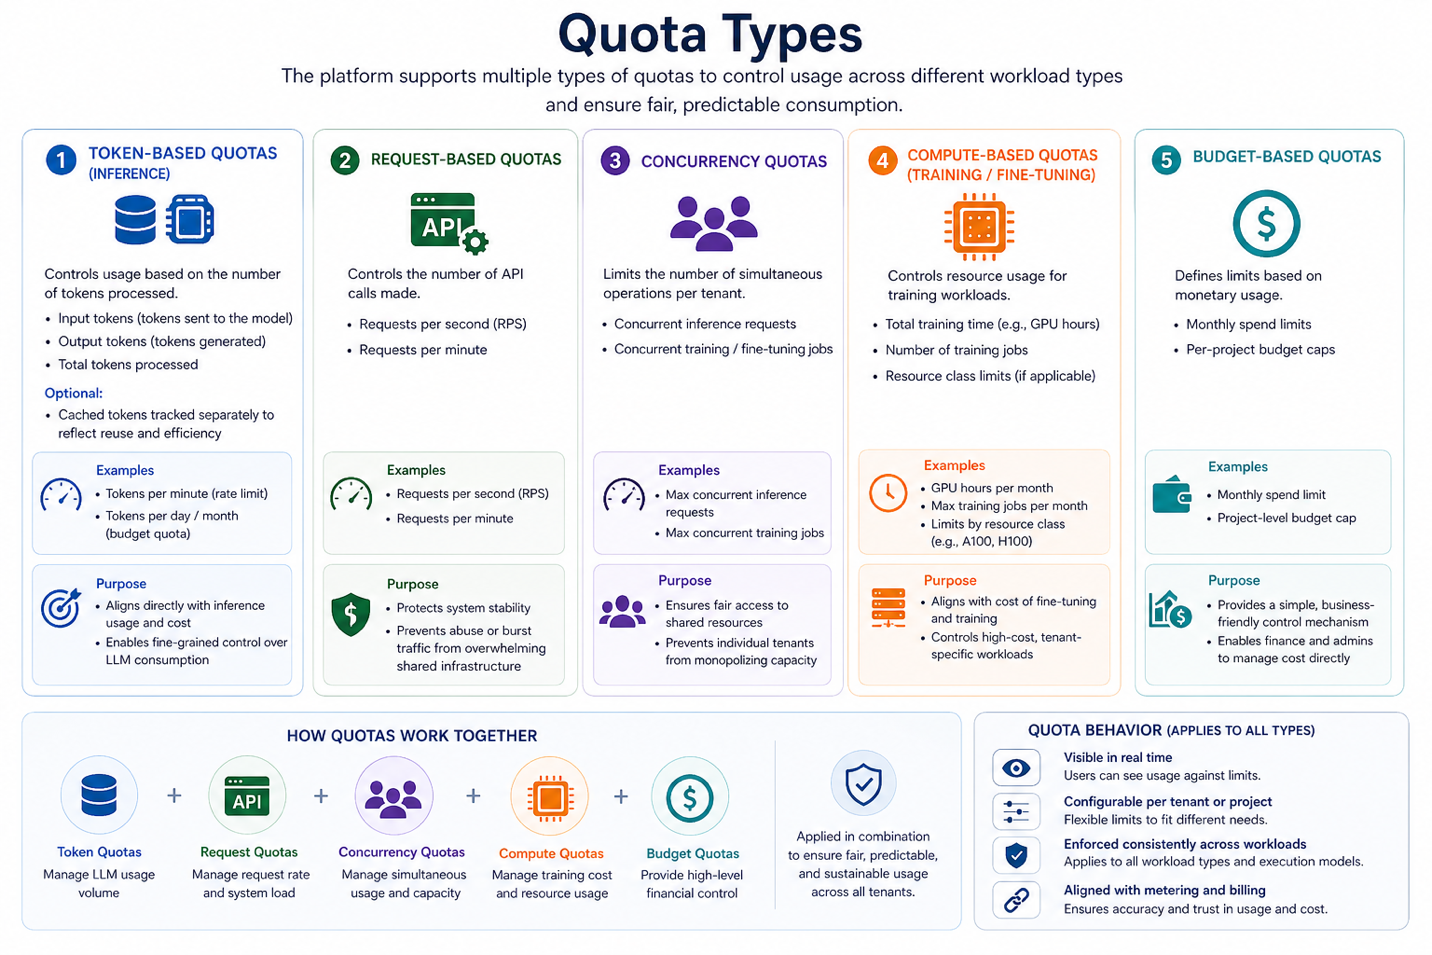 Quota Types
The platform supports multiple types of quotas to control usage across different workload types
and ensure fair, predictable consumption.
1
TOKEN-BASED QUOTAS
(INFERENCE)
Controls usage based on the number
of tokens processed.
• Input tokens (tokens sent to the model)
• Output tokens (tokens generated)
• Total tokens processed
Optional:
• Cached tokens tracked separately to
reflect reuse and efficiency
Examples
• Tokens per minute (rate limit)
• Tokens per day / month
(budget quota)
Purpose
• Aligns directly with inference
usage and cost
• Enables fine-grained control over
LLM consumption
2
REQUEST-BASED QUOTAS
API
Controls the number of API
calls made.
• Requests per second (RPS)
• Requests per minute
Examples
• Requests per second (RPS)
• Requests per minute
Purpose
• Protects system stability
• Prevents abuse or burst
traffic from overwhelming
shared infrastructure
3
CONCURRENCY QUOTAS
Limits the number of simultaneous
operations per tenant.
• Concurrent inference requests
• Concurrent training / fine-tuning jobs
Examples
• Max concurrent inference
requests
• Max concurrent training jobs
Purpose
• Ensures fair access to
shared resources
• Prevents individual tenants
from monopolizing capacity
4
COMPUTE-BASED QUOTAS
(TRAINING / FINE-TUNING)
Controls resource usage for
training workloads.
• Total training time (e.g., GPU hours)
• Number of training jobs
• Resource class limits (if applicable)
Examples
• GPU hours per month
• Max training jobs per month
• Limits by resource class
(e.g., A100, H100)
Purpose
• Aligns with cost of fine-tuning
and training
• Controls high-cost, tenant-
specific workloads
5
BUDGET-BASED QUOTAS
$
Defines limits based on
monetary usage.
• Monthly spend limits
• Per-project budget caps
Examples
• Monthly spend limit
• Project-level budget cap
Purpose
$
• Provides a simple, business-
friendly control mechanism
• Enables finance and admins
to manage cost directly
HOW QUOTAS WORK TOGETHER
Token Quotas
Manage LLM usage
volume
+
API
Request Quotas
Manage request rate
and system load
+
Concurrency Quotas
Manage simultaneous
usage and capacity
+
Compute Quotas
Manage training cost
and resource usage
+
$
Budget Quotas
Provide high-level
financial control
Applied in combination
to ensure fair, predictable,
and sustainable usage
across all tenants.
QUOTA BEHAVIOR (APPLIES TO ALL TYPES)
Visible in real time
Users can see usage against limits.
Configurable per tenant or project
Flexible limits to fit different needs.
Enforced consistently across workloads
Applies to all workload types and execution models.
Aligned with metering and billing
Ensures accuracy and trust in usage and cost.